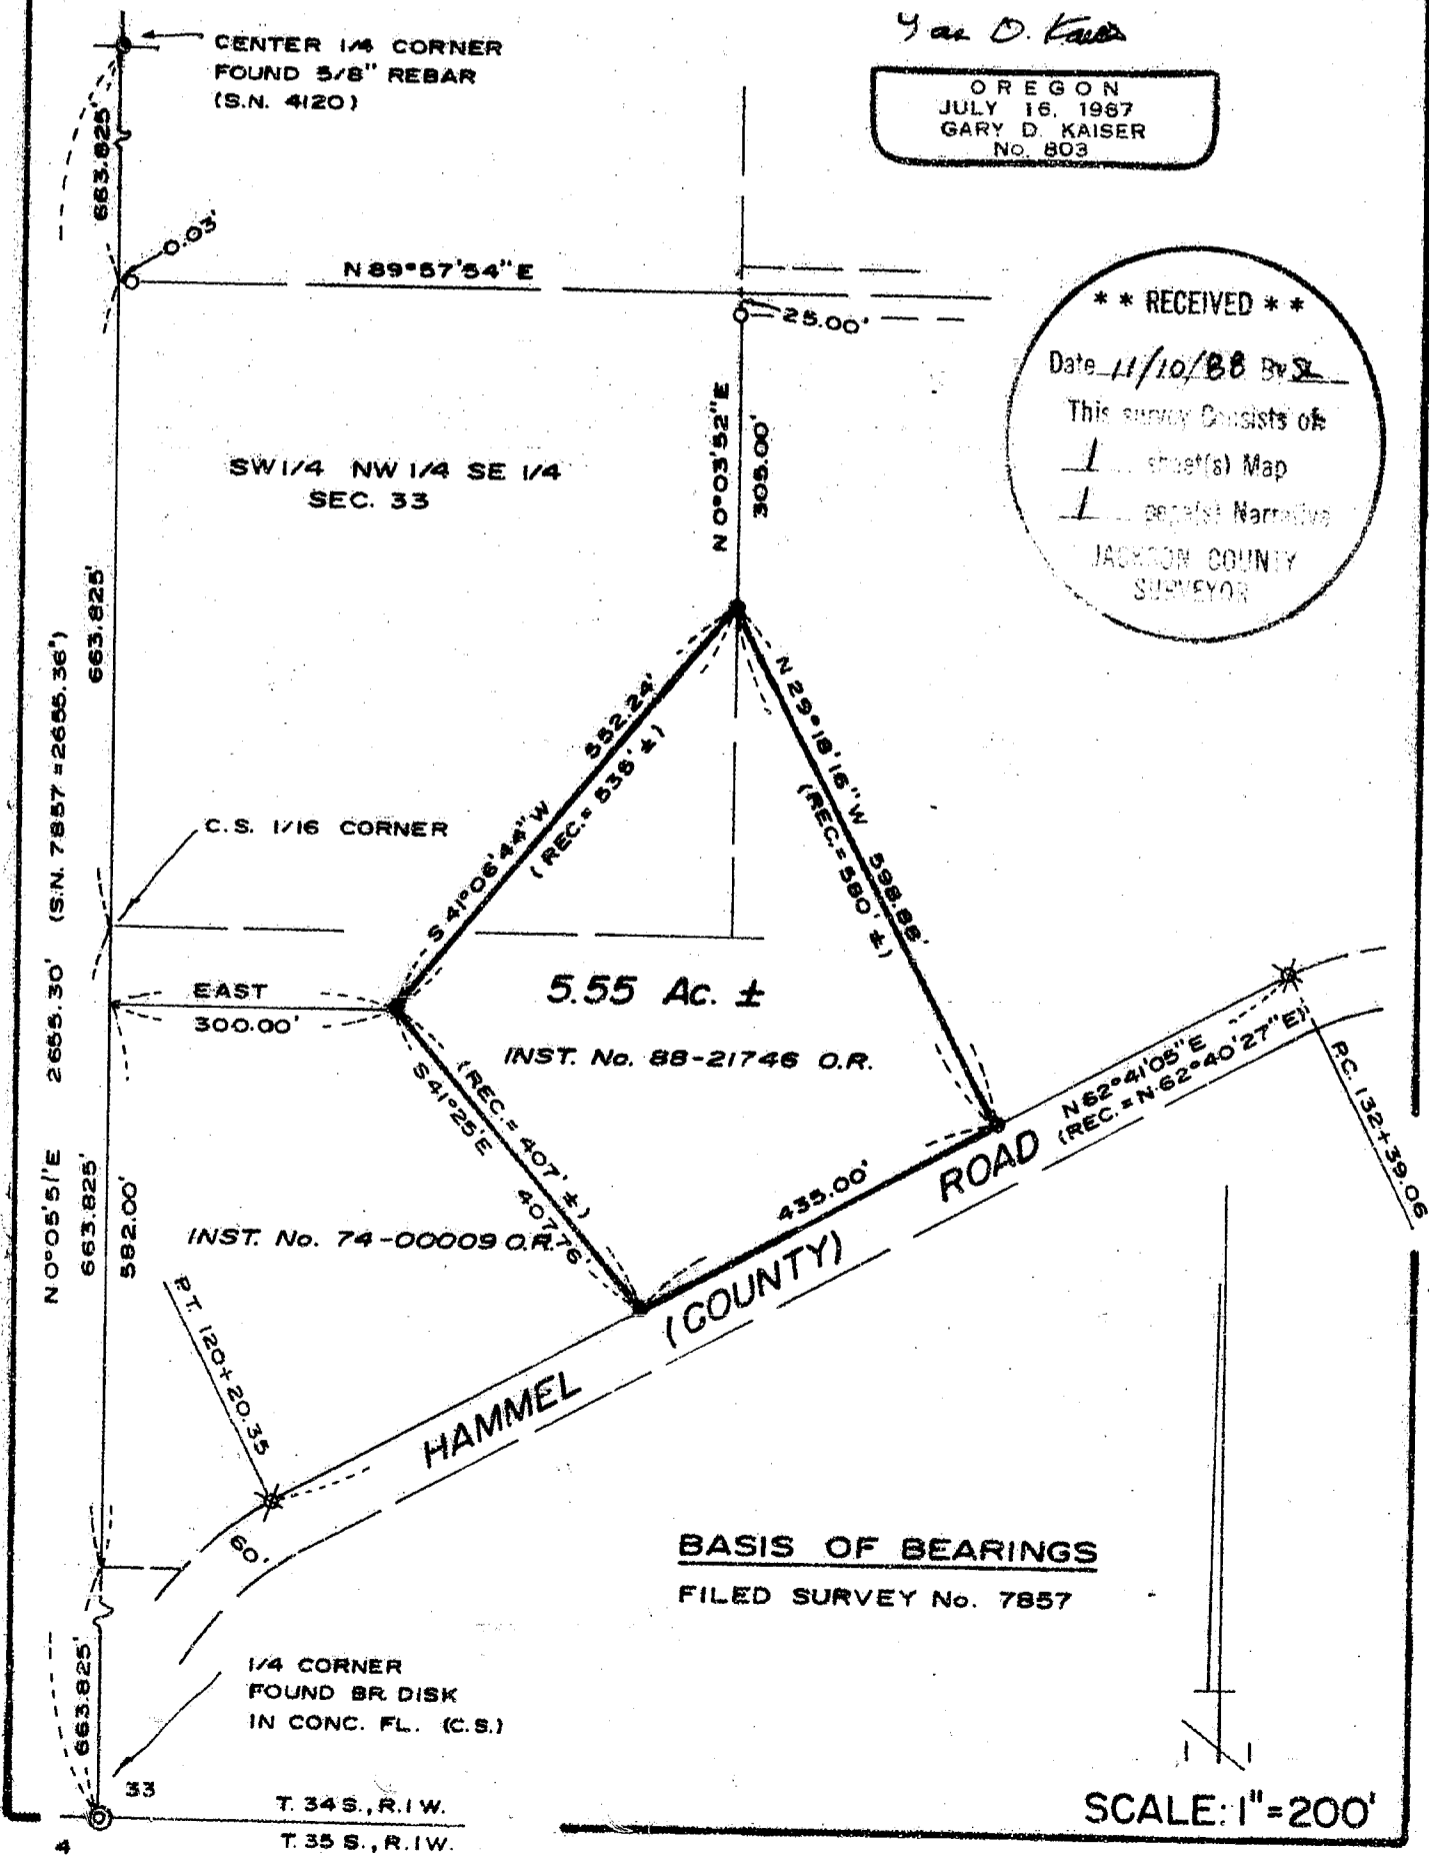 CENTER 1/4 CORNER
FOUND 5/8" REBAR
(S.N. 4120)
OREGON
JULY 16, 1987
GARY D. KAISER
No. 803
663.825'
0.03'
N 89°57'54" E
25.00'
* * RECEIVED * *
Date 11/10/88 By
This survey Consists of
1 sheet(s) Map
1 page(s) Narrative
JACKSON COUNTY
SURVEYOR
N 0°03'52" E
305.00'
SW 1/4 NW 1/4 SE 1/4
SEC. 33
663.825'
(S.N. 7857 = 2655.36')
2655.30'
N 0°05'51" E
552.24'
(REC. = 538' ±)
S 41°06'44" W
N 29°18'16" W
598.88'
(REC. = 580' ±)
C.S. 1/16 CORNER
EAST
300.00'
5.55 Ac. ±
INST. No. 88-21746 O.R.
(REC. = 407' ±)
S 41°25' E
407.76'
N 62°41'05" E
(REC. = N 62°40'27" E)
P.C. 132+39.06
663.825'
582.00'
INST. No. 74-00009 O.R.
435.00'
HAMMEL (COUNTY) ROAD
P.T. 120+20.35
60'
BASIS OF BEARINGS
FILED SURVEY No. 7857
663.825'
1/4 CORNER
FOUND BR. DISK
IN CONC. FL. (C.S.)
33
T. 34 S., R. 1 W.
T. 35 S., R. 1 W.
4
SCALE: 1"=200'